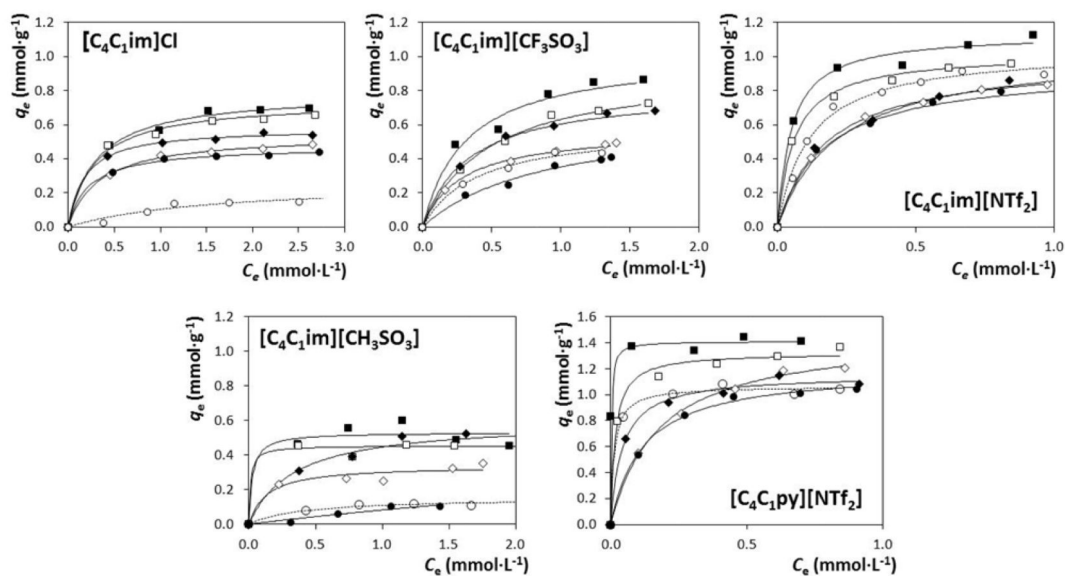 [C₄C₁im]Cl
qₑ (mmol·g⁻¹)
1.2
1.0
0.8
0.6
0.4
0.2
0.0
0.0 0.5 1.0 1.5 2.0 2.5 3.0
Cₑ (mmol·L⁻¹)
[C₄C₁im][CF₃SO₃]
qₑ (mmol·g⁻¹)
1.2
1.0
0.8
0.6
0.4
0.2
0.0
0.0 0.5 1.0 1.5 2.0
Cₑ (mmol·L⁻¹)
qₑ (mmol·g⁻¹)
1.2
1.0
0.8
0.6
0.4
0.2
0.0
[C₄C₁im][NTf₂]
0.0 0.5 1.0
Cₑ (mmol·L⁻¹)
[C₄C₁im][CH₃SO₃]
qₑ (mmol·g⁻¹)
1.2
1.0
0.8
0.6
0.4
0.2
0.0
0.0 0.5 1.0 1.5 2.0
Cₑ (mmol·L⁻¹)
qₑ (mmol·g⁻¹)
1.6
1.4
1.2
1.0
0.8
0.6
0.4
0.2
0.0
[C₄C₁py][NTf₂]
0.0 0.5 1.0
Cₑ (mmol·L⁻¹)